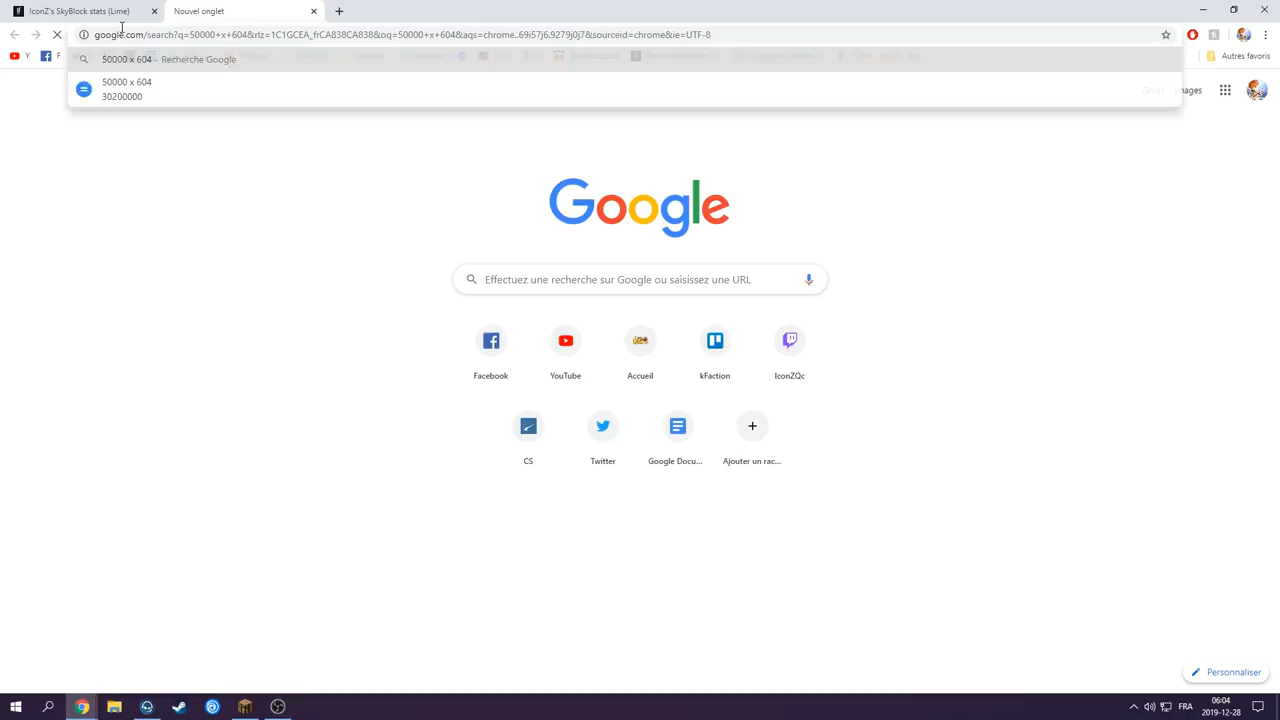 IconZ's SkyBlock stats (Lime)
Nouvel onglet
google.com/search?q=50000+x+604&rlz=1C1GCEA_frCA838CA838&oq=50000+x+604&aqs=chrome..69i57j6.9279j0j7&sourceid=chrome&ie=UTF-8
Y
F
Autres favoris
50000 x 604 - Recherche Google
50000 x 604
30200000
Gmail Images
Google
Effectuez une recherche sur Google ou saisissez une URL
Facebook
YouTube
Accueil
kFaction
IconZQc
CS
Twitter
Google Docu...
Ajouter un rac...
Personnaliser
FRA
06:04
2019-12-28